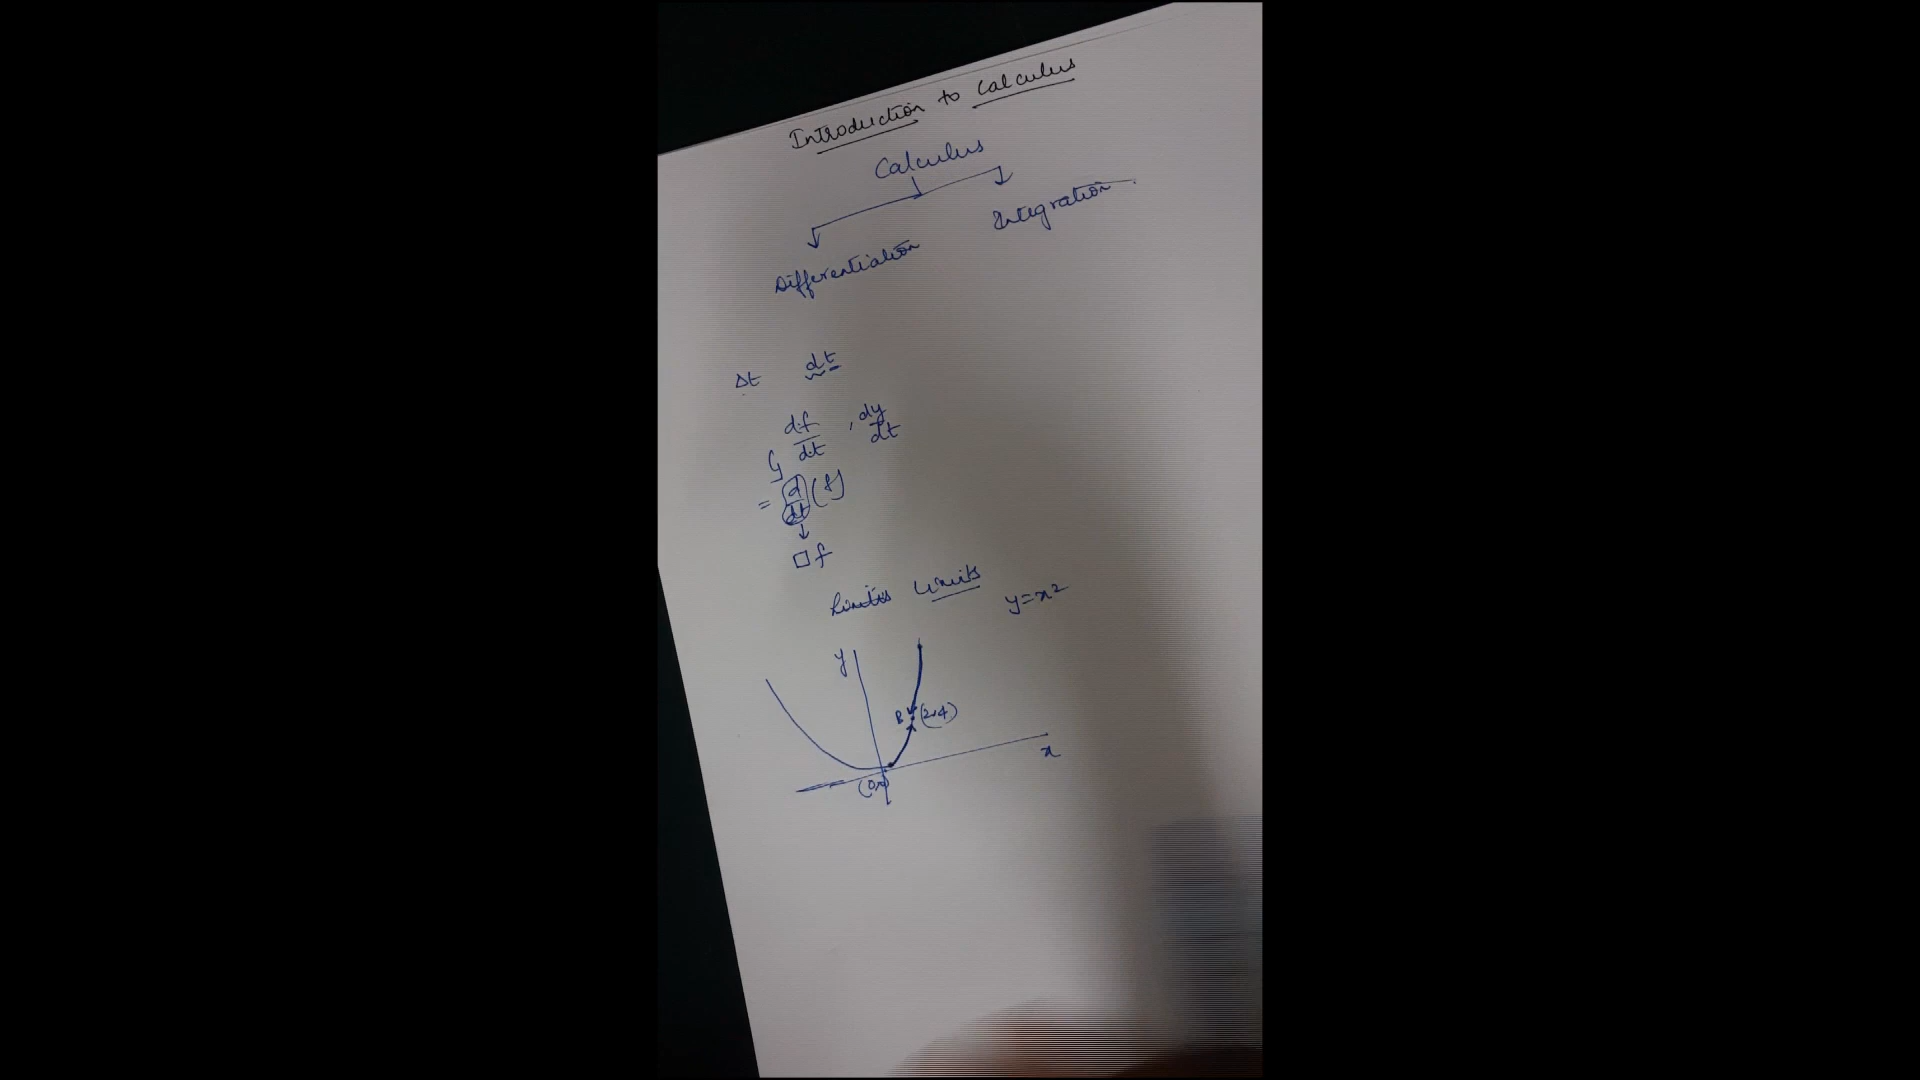 Introduction to Calculus
Calculus
Differentiation Integration
Δt dt
df/dt , dy/dt
= d/dt (f)
□f
Limits Limits y=x²
y
P (2,4)
x
(0,0)